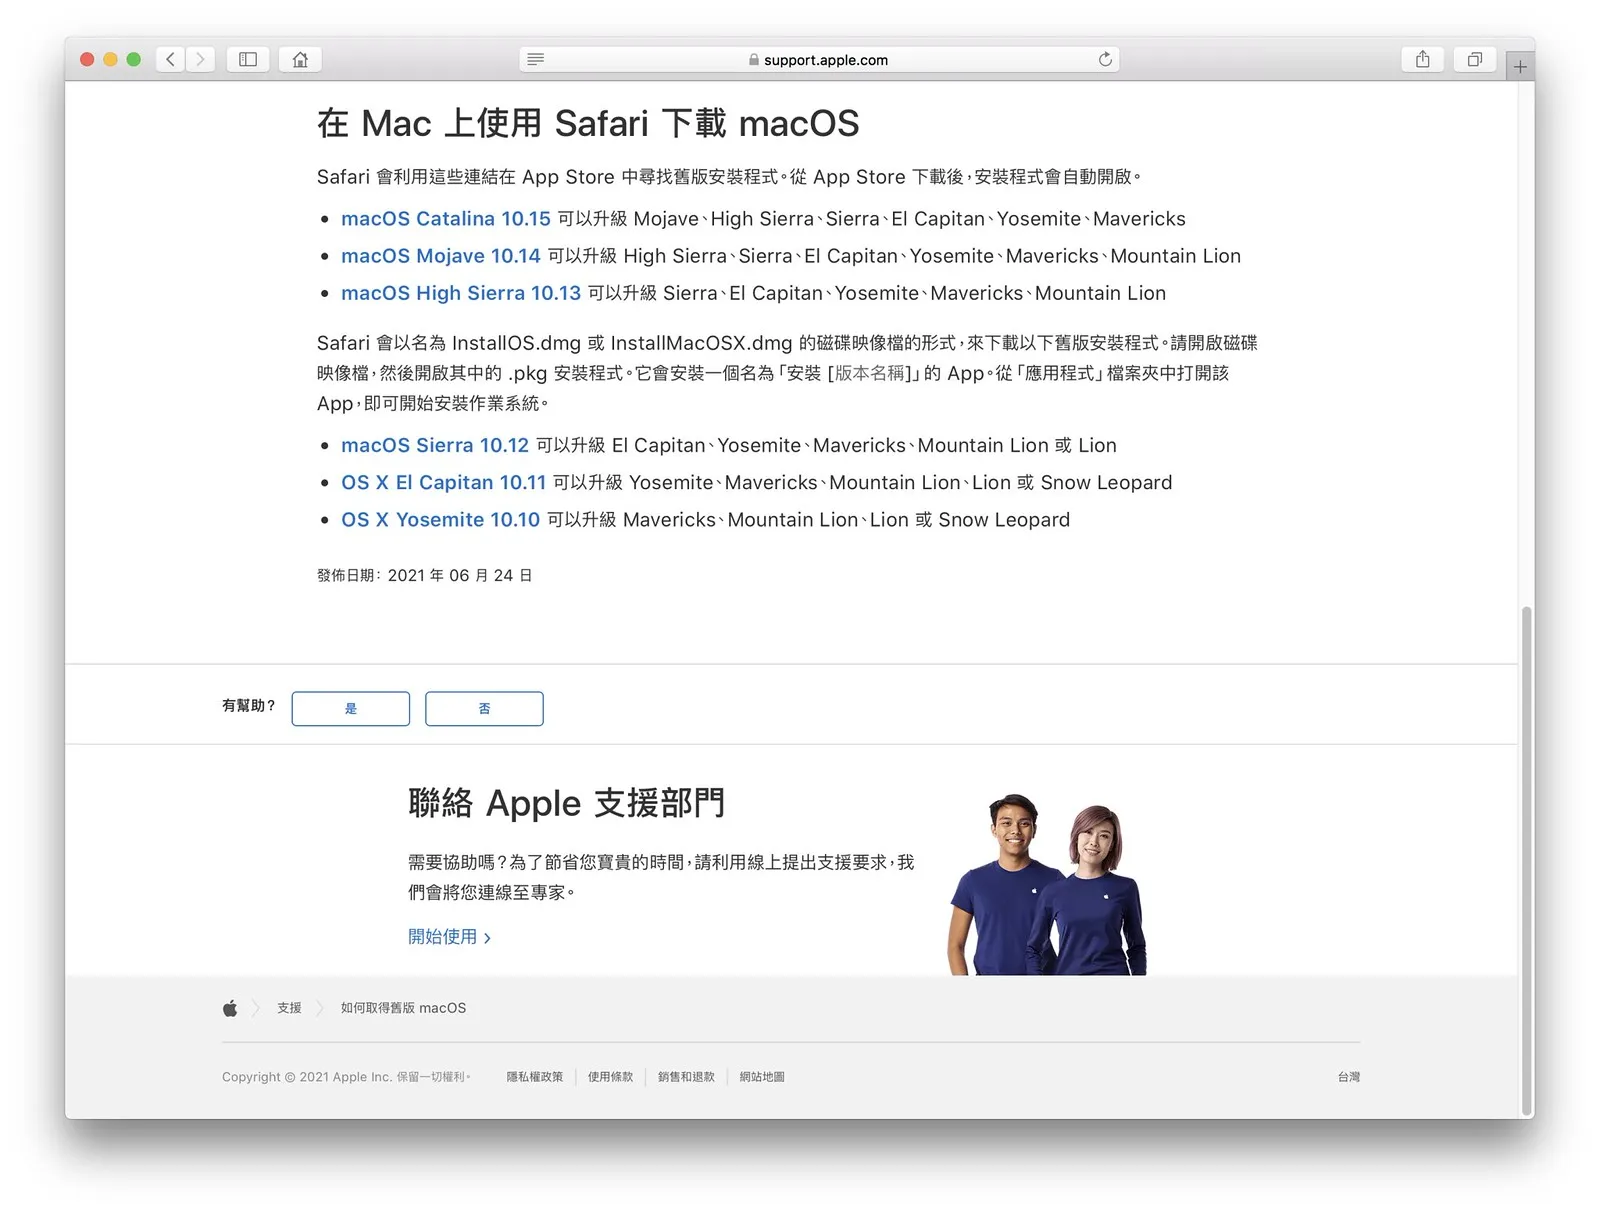 support.apple.com
在 Mac 上使用 Safari 下載 macOS
Safari 會利用這些連結在 App Store 中尋找舊版安裝程式。從 App Store 下載後，安裝程式會自動開啟。
• macOS Catalina 10.15 可以升級 Mojave、High Sierra、Sierra、El Capitan、Yosemite、Mavericks
• macOS Mojave 10.14 可以升級 High Sierra、Sierra、El Capitan、Yosemite、Mavericks、Mountain Lion
• macOS High Sierra 10.13 可以升級 Sierra、El Capitan、Yosemite、Mavericks、Mountain Lion
Safari 會以名為 InstallOS.dmg 或 InstallMacOSX.dmg 的磁碟映像檔的形式，來下載以下舊版安裝程式。請開啟磁碟
映像檔，然後開啟其中的 .pkg 安裝程式。它會安裝一個名為「安裝 [版本名稱]」的 App。從「應用程式」檔案夾中打開該
App，即可開始安裝作業系統。
• macOS Sierra 10.12 可以升級 El Capitan、Yosemite、Mavericks、Mountain Lion 或 Lion
• OS X El Capitan 10.11 可以升級 Yosemite、Mavericks、Mountain Lion、Lion 或 Snow Leopard
• OS X Yosemite 10.10 可以升級 Mavericks、Mountain Lion、Lion 或 Snow Leopard
發佈日期： 2021 年 06 月 24 日
有幫助？ 是 否
聯絡 Apple 支援部門
需要協助嗎？為了節省您寶貴的時間，請利用線上提出支援要求，我
們會將您連線至專家。
開始使用 >
支援 如何取得舊版 macOS
Copyright © 2021 Apple Inc. 保留一切權利。 隱私權政策 | 使用條款 | 銷售和退款 | 網站地圖 台灣